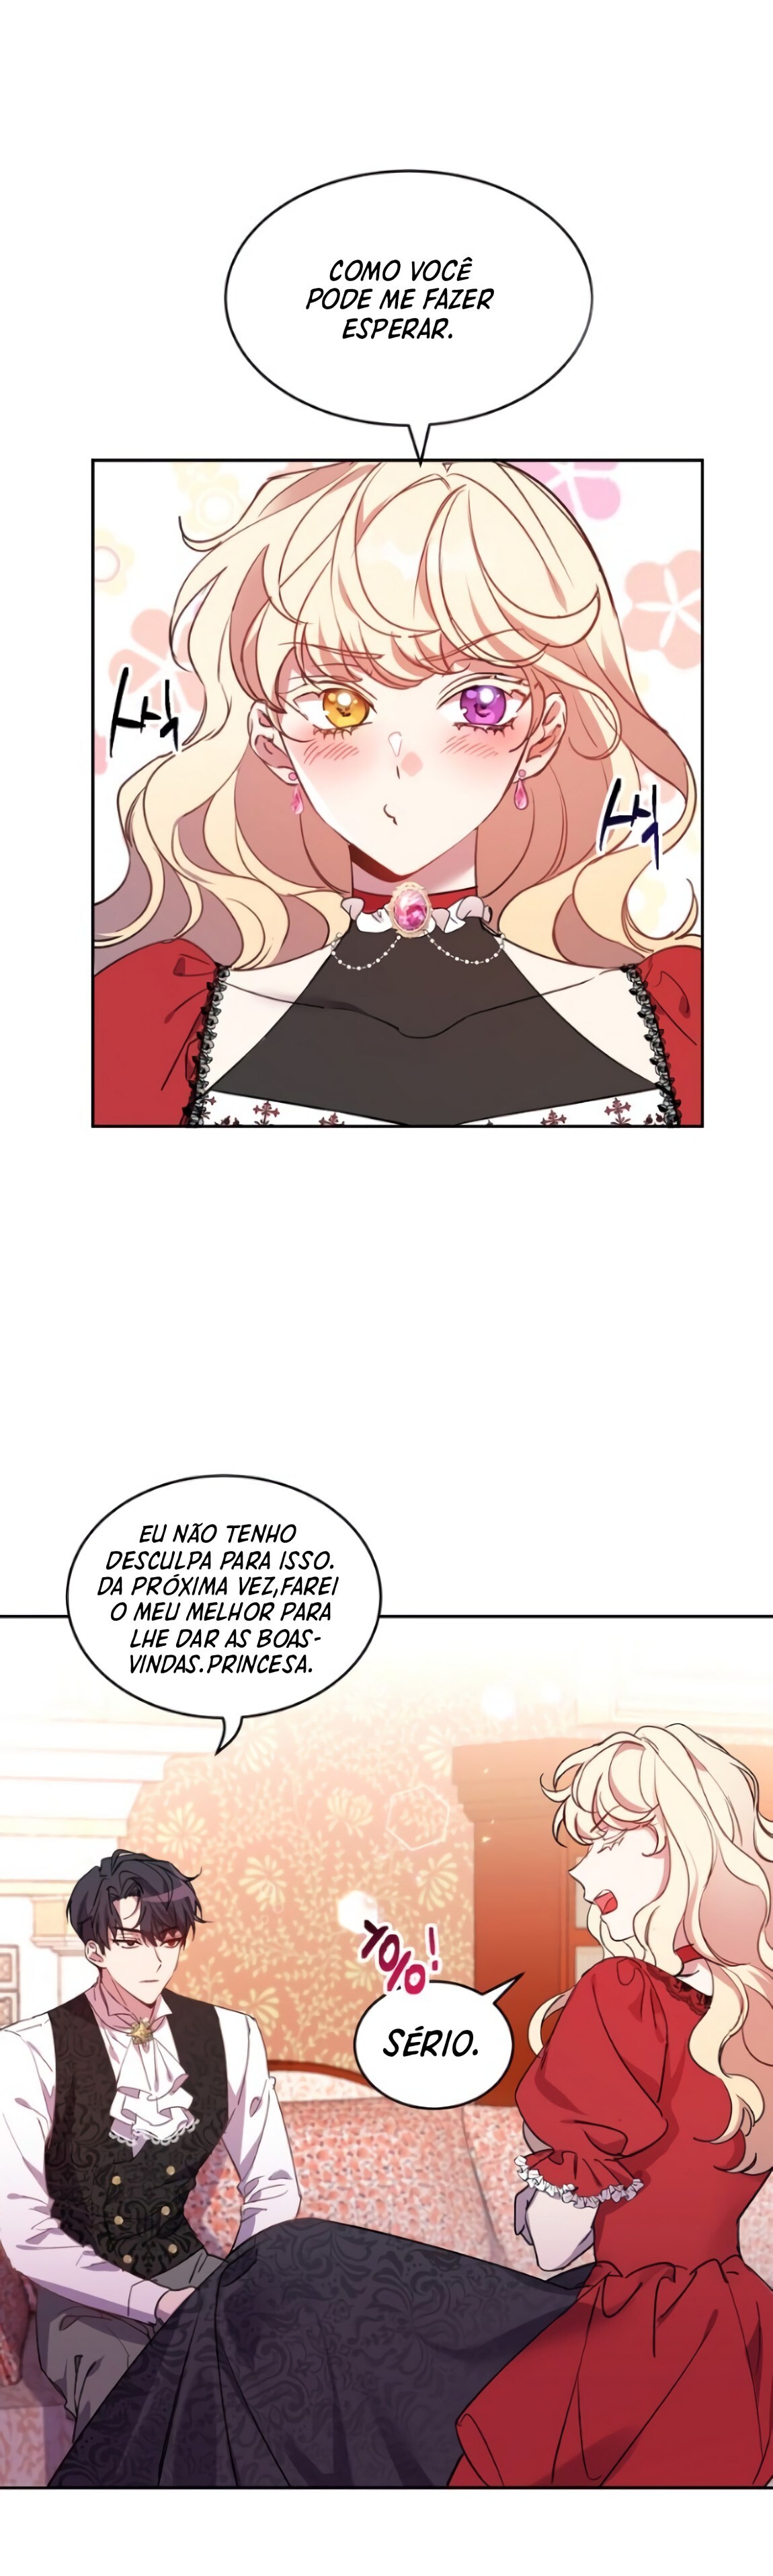 COMO VOCÊ
PODE ME FAZER
ESPERAR.
EU NÃO TENHO
DESCULPA PARA ISSO.
DA PRÓXIMA VEZ,FAREI
O MEU MELHOR PARA
LHE DAR AS BOAS-
VINDAS.PRINCESA.
SÉRIO.